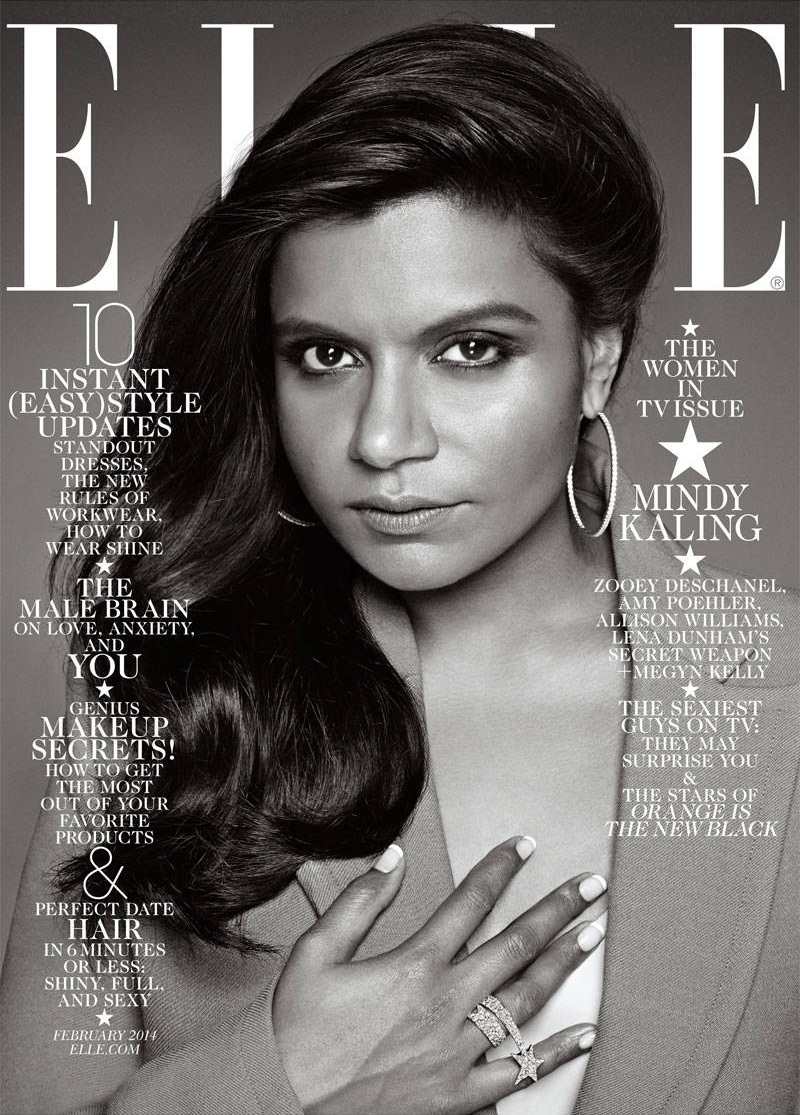 ELLE
10
INSTANT
(EASY) STYLE
UPDATES
STANDOUT
DRESSES,
THE NEW
RULES OF
WORKWEAR,
HOW TO
WEAR SHINE
THE
MALE BRAIN
ON LOVE, ANXIETY,
AND
YOU
GENIUS
MAKEUP
SECRETS!
HOW TO GET
THE MOST
OUT OF YOUR
FAVORITE
PRODUCTS
&
PERFECT DATE
HAIR
IN 6 MINUTES
OR LESS:
SHINY, FULL,
AND SEXY
FEBRUARY 2014
ELLE.COM
®
THE
WOMEN
IN
TV ISSUE
MINDY
KALING
ZOOEY DESCHANEL,
AMY POEHLER,
ALLISON WILLIAMS,
LENA DUNHAM'S
SECRET WEAPON
+MEGYN KELLY
THE SEXIEST
GUYS ON TV:
THEY MAY
SURPRISE YOU
&
THE STARS OF
ORANGE IS
THE NEW BLACK